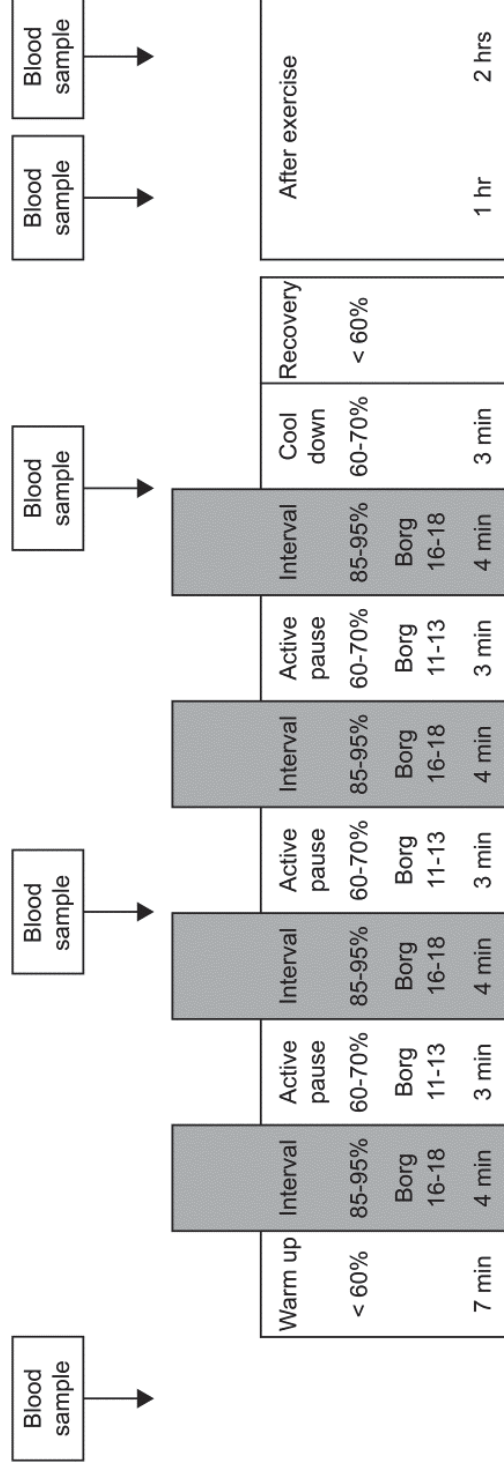 Blood
sample
Blood
sample
Blood
sample
Blood
sample
Blood
sample
Warm up
< 60%
7 min
Interval
85-95%
Borg
16-18
4 min
Active
pause
60-70%
Borg
11-13
3 min
Interval
85-95%
Borg
16-18
4 min
Active
pause
60-70%
Borg
11-13
3 min
Interval
85-95%
Borg
16-18
4 min
Active
pause
60-70%
Borg
11-13
3 min
Interval
85-95%
Borg
16-18
4 min
Cool
down
60-70%
3 min
Recovery
< 60%
After exercise
1 hr
2 hrs